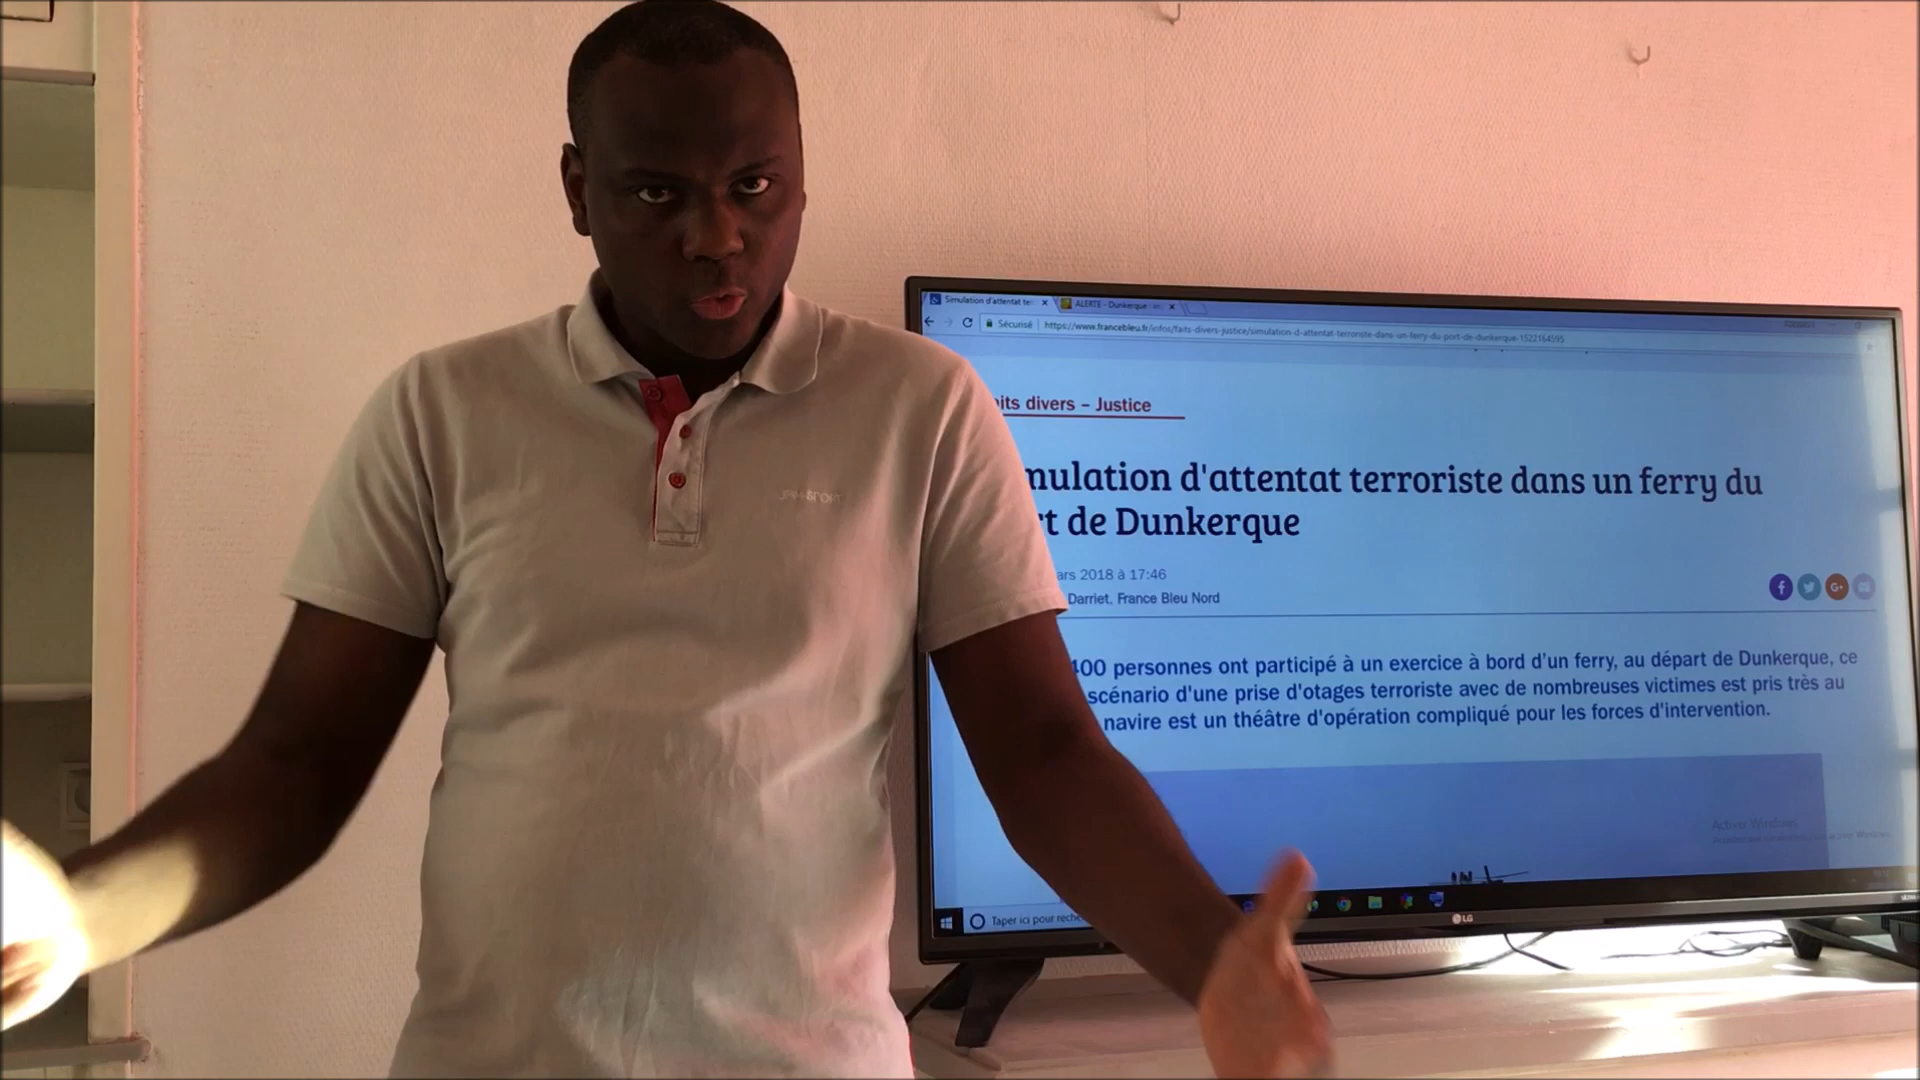 Simulation d'attentat ter
ALERTE - Dunkerque
Sécurisé
https://www.francebleu.fr/infos/faits-divers-justice/simulation-d-attentat-terroriste-dans-un-ferry-du-port-de-dunkerque-1522164595
its divers – Justice
mulation d'attentat terroriste dans un ferry du
rt de Dunkerque
ars 2018 à 17:46
Darriet, France Bleu Nord
400 personnes ont participé à un exercice à bord d'un ferry, au départ de Dunkerque, ce
scénario d'une prise d'otages terroriste avec de nombreuses victimes est pris très au
navire est un théâtre d'opération compliqué pour les forces d'intervention.
Activer Windows
Taper ici pour reche
LG